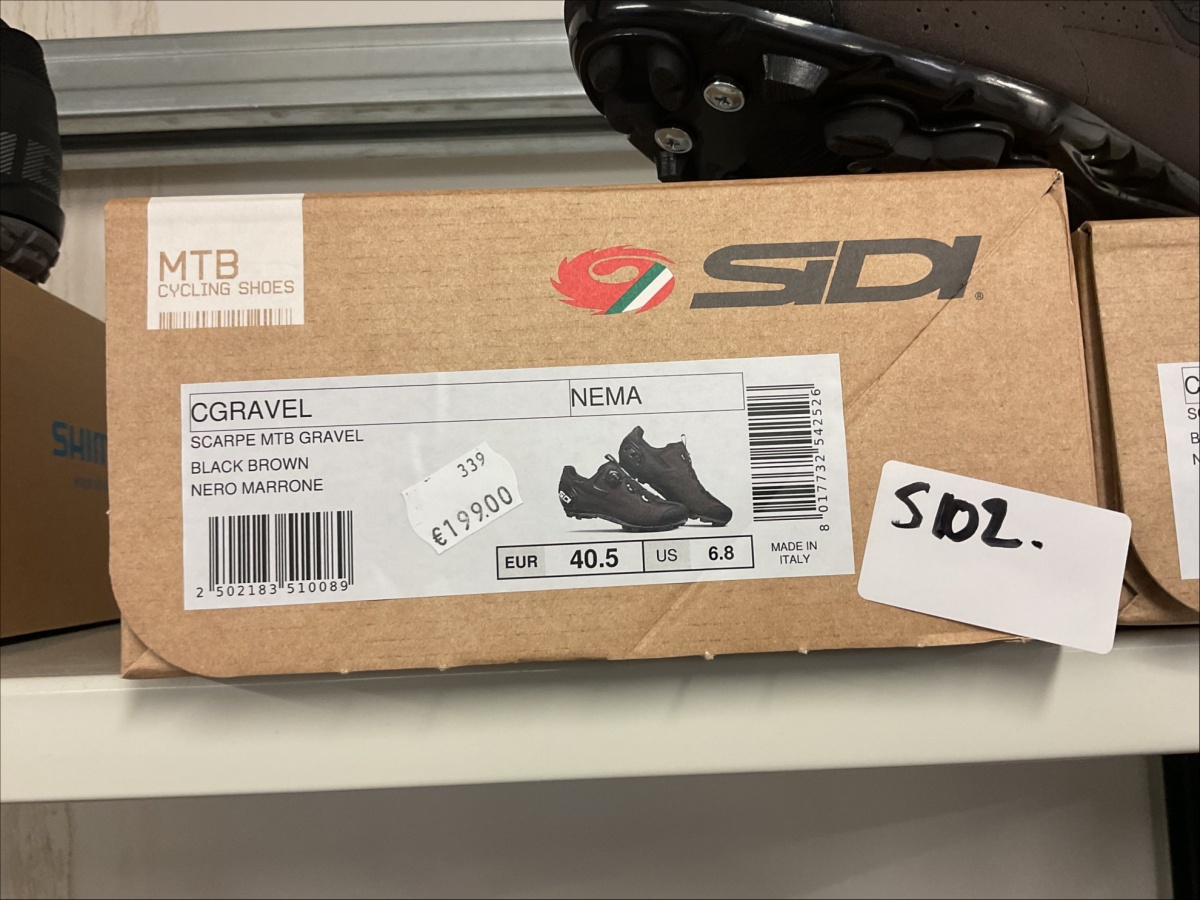 MTB
CYCLING SHOES
SiDI
®
CGRAVEL NEMA
SCARPE MTB GRAVEL
BLACK BROWN
NERO MARRONE
339
€199.00
2 502183 510089
8 017732 542526
SIDI
EUR 40.5 US 6.8
MADE IN
ITALY
S102.